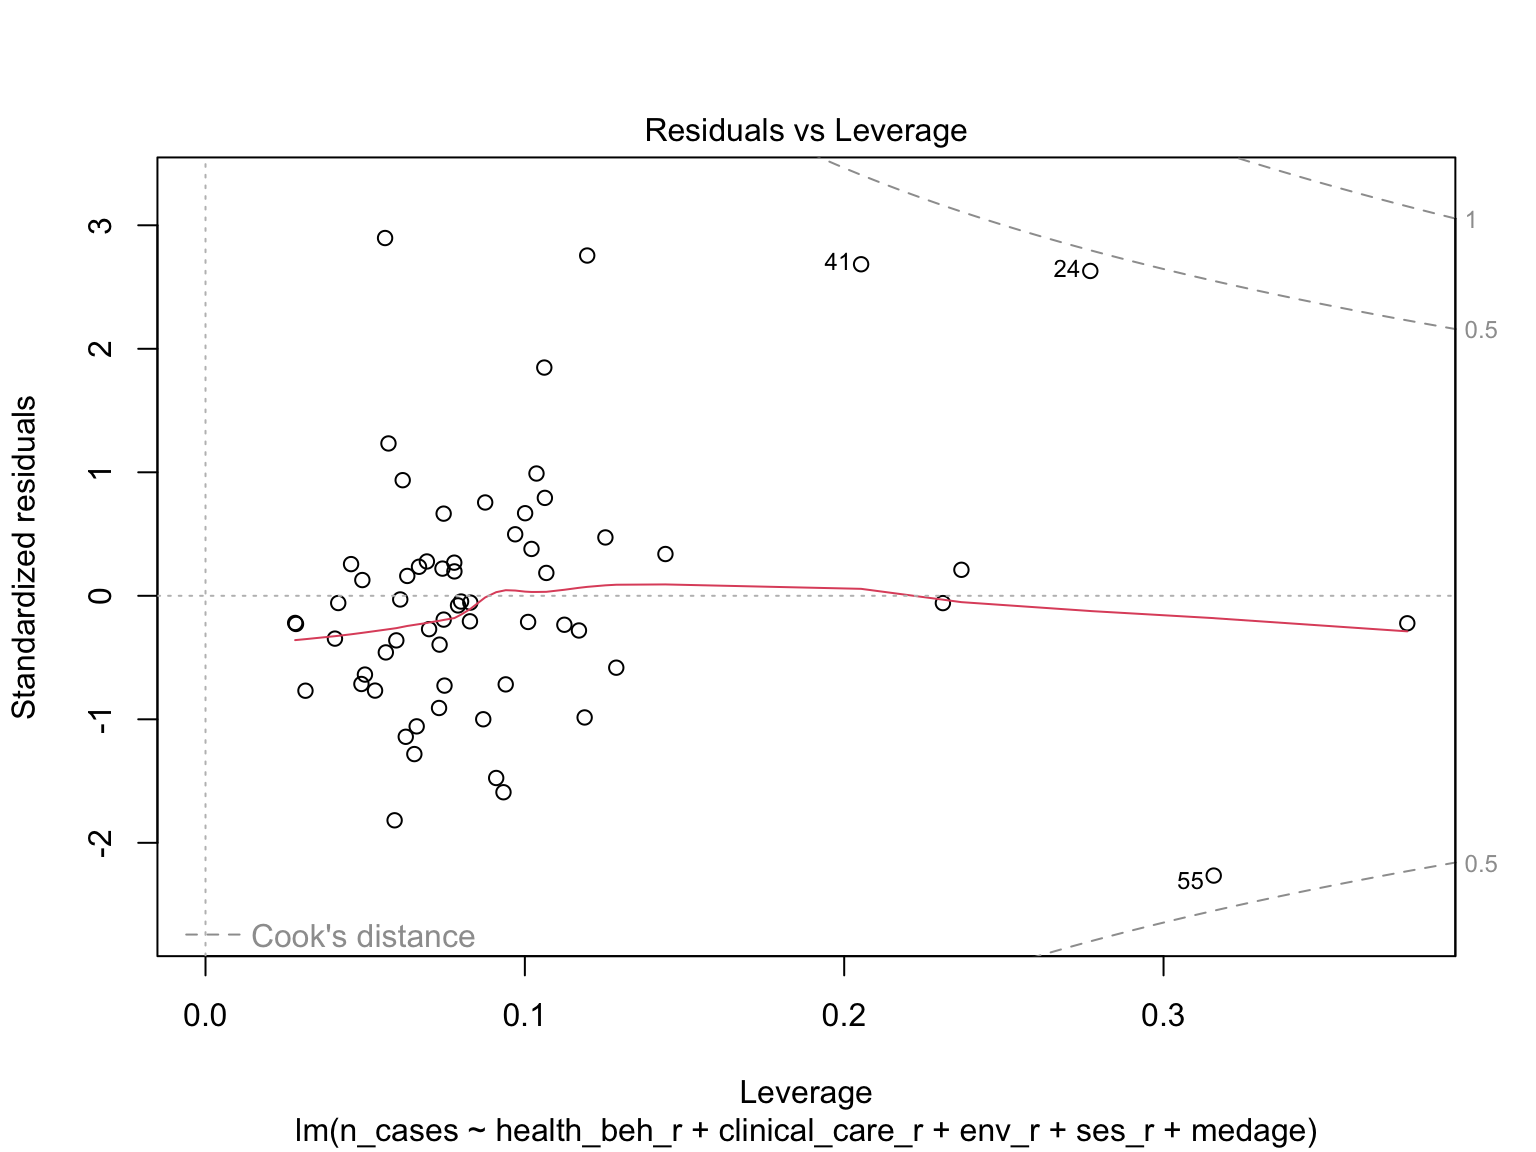 Residuals vs Leverage
Standardized residuals
3
2
1
0
-1
-2
41
24
55
1
0.5
0.5
Cook's distance
0.0 0.1 0.2 0.3
Leverage
lm(n_cases ~ health_beh_r + clinical_care_r + env_r + ses_r + medage)